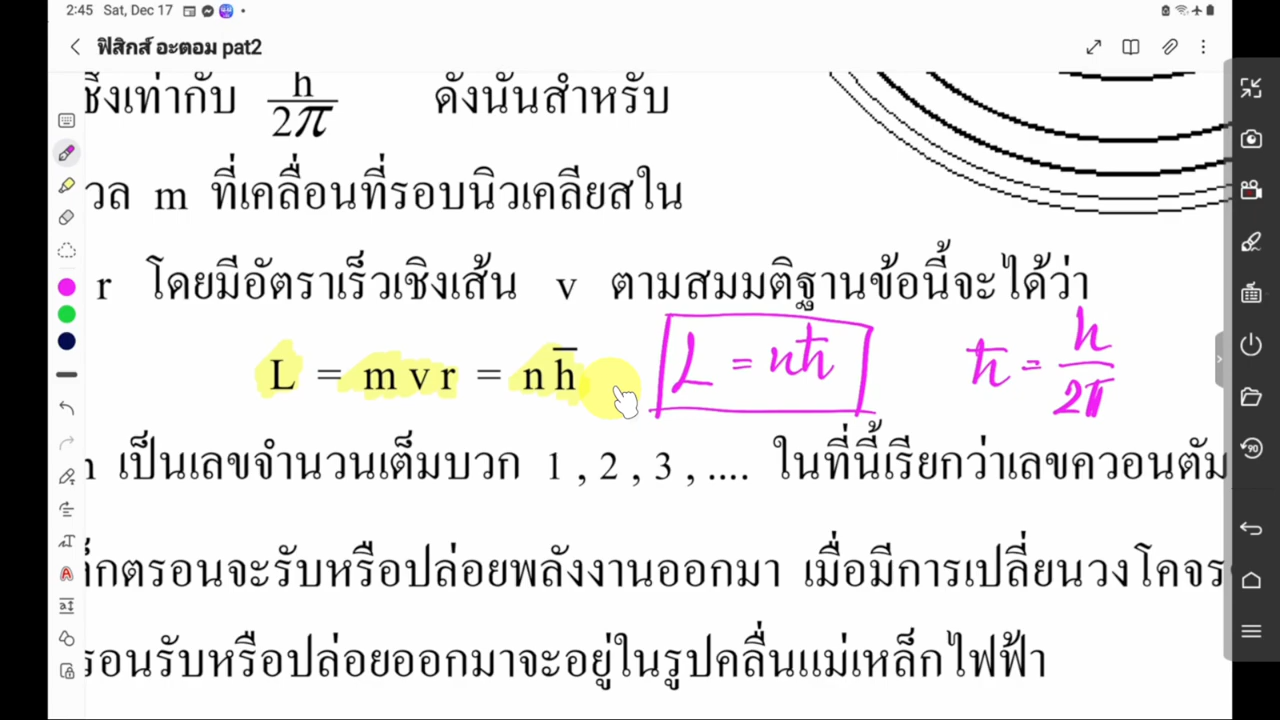 2:45 Sat, Dec 17
ฟิสิกส์ อะตอม pat2
ชิงเท่ากับ h/2π ดังนั้นสำหรับ
วล m ที่เคลื่อนที่รอบนิวเคลียสใน
r โดยมีอัตราเร็วเชิงเส้น v ตามสมมติฐานข้อนี้จะได้ว่า
L = m v r = n ħ L = nħ ħ = h/2π
เป็นเลขจำนวนเต็มบวก 1 , 2 , 3 , .... ในที่นี้เรียกว่าเลขควอนตัม
ล็กตรอนจะรับหรือปล่อยพลังงานออกมา เมื่อมีการเปลี่ยนวงโคจร
รอนรับหรือปล่อยออกมาจะอยู่ในรูปคลื่นแม่เหล็กไฟฟ้า